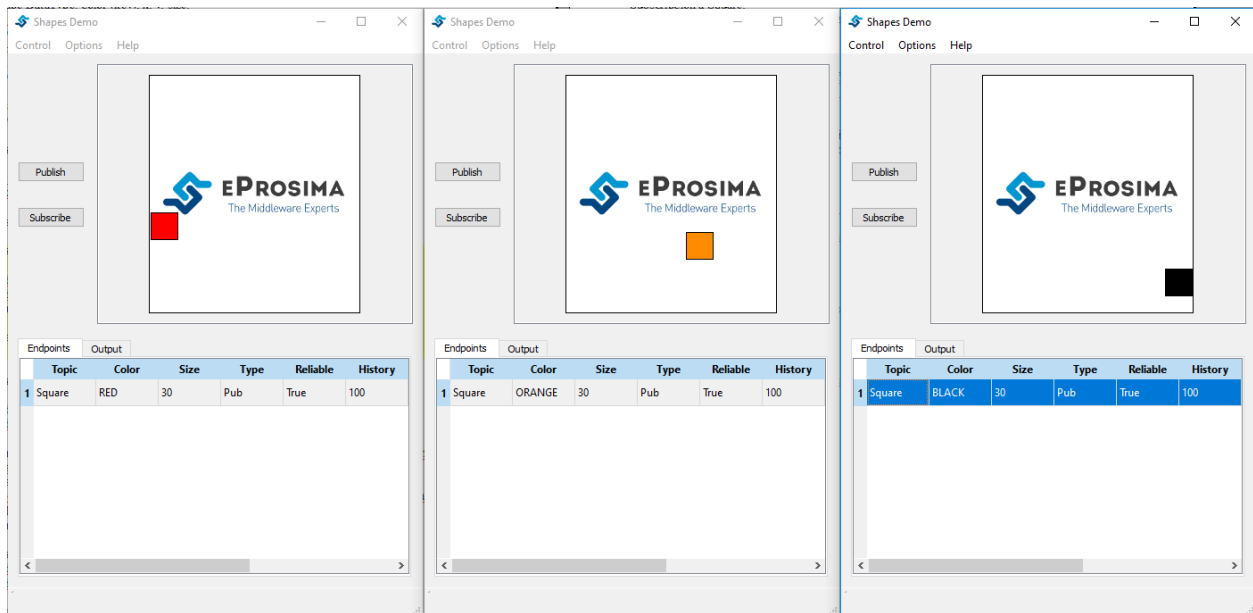 Shapes Demo
Control Options Help
Publish
Subscribe
EPROSIMA
The Middleware Experts
Endpoints Output
Topic Color Size Type Reliable History
1 Square RED 30 Pub True 100
Shapes Demo
Control Options Help
Publish
Subscribe
EPROSIMA
The Middleware Experts
Endpoints Output
Topic Color Size Type Reliable History
1 Square ORANGE 30 Pub True 100
Shapes Demo
Control Options Help
Publish
Subscribe
EPROSIMA
The Middleware Experts
Endpoints Output
Topic Color Size Type Reliable History
1 Square BLACK 30 Pub True 100